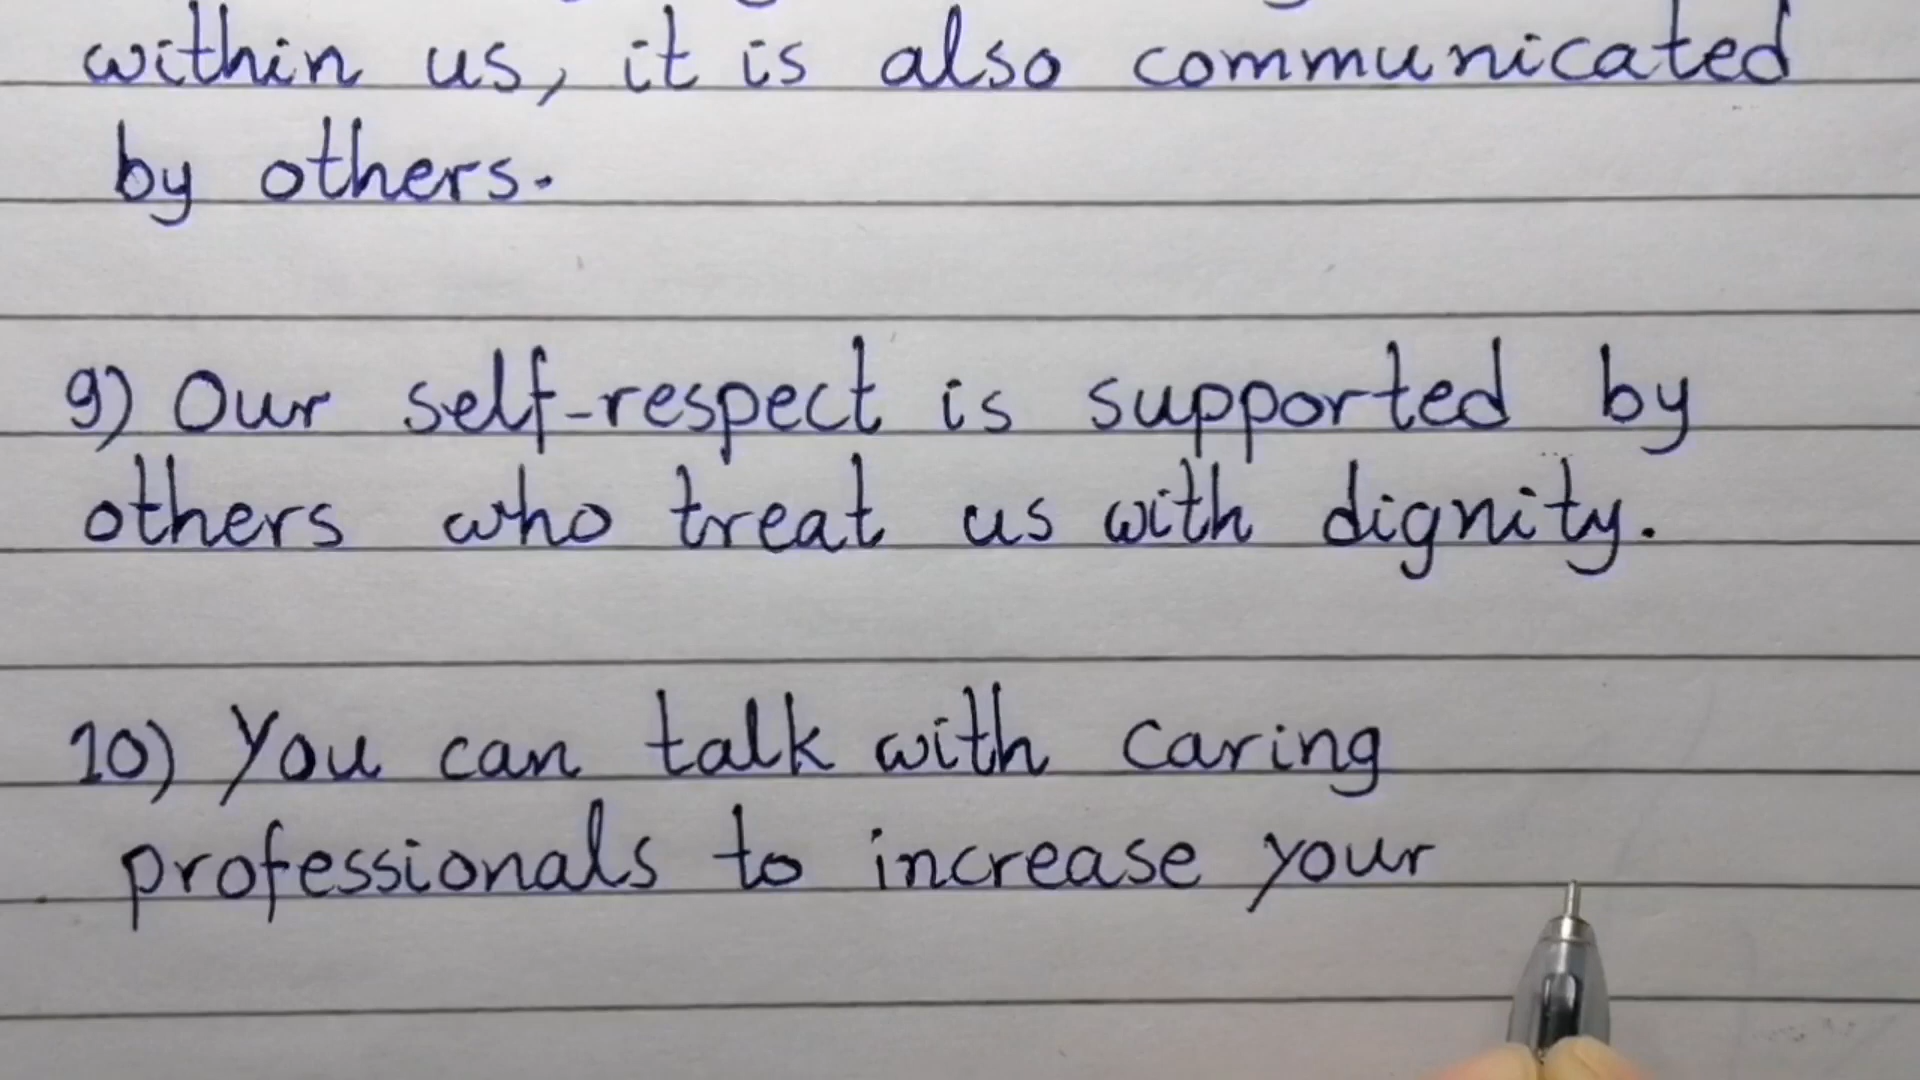 within us, it is also communicated
by others.
9) Our self-respect is supported by
others who treat us with dignity.
10) You can talk with caring
professionals to increase your